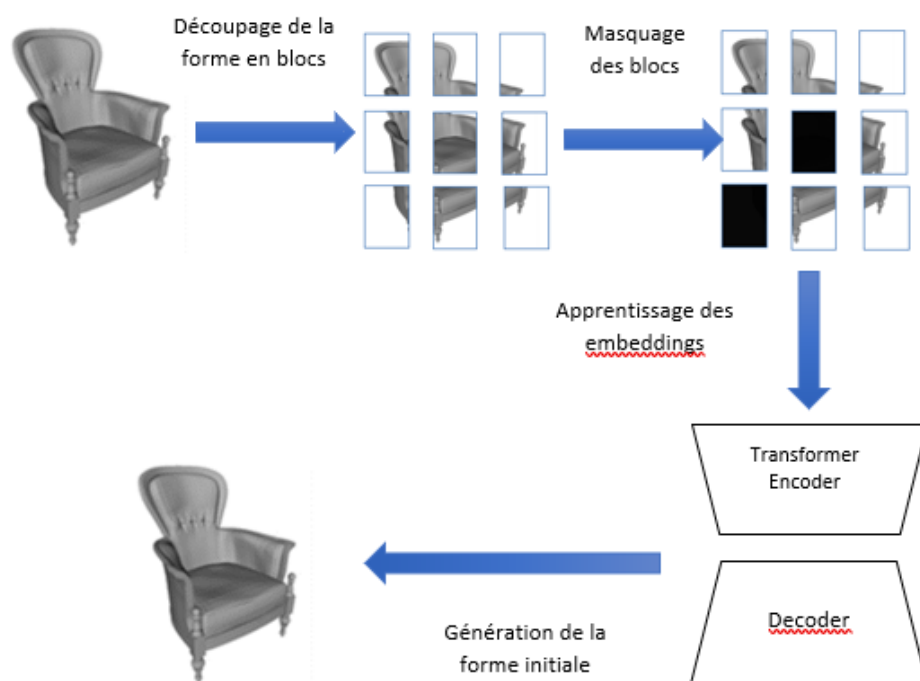 Découpage de la
forme en blocs
Masquage
des blocs
Apprentissage des
embeddings
Transformer
Encoder
Decoder
Génération de la
forme initiale